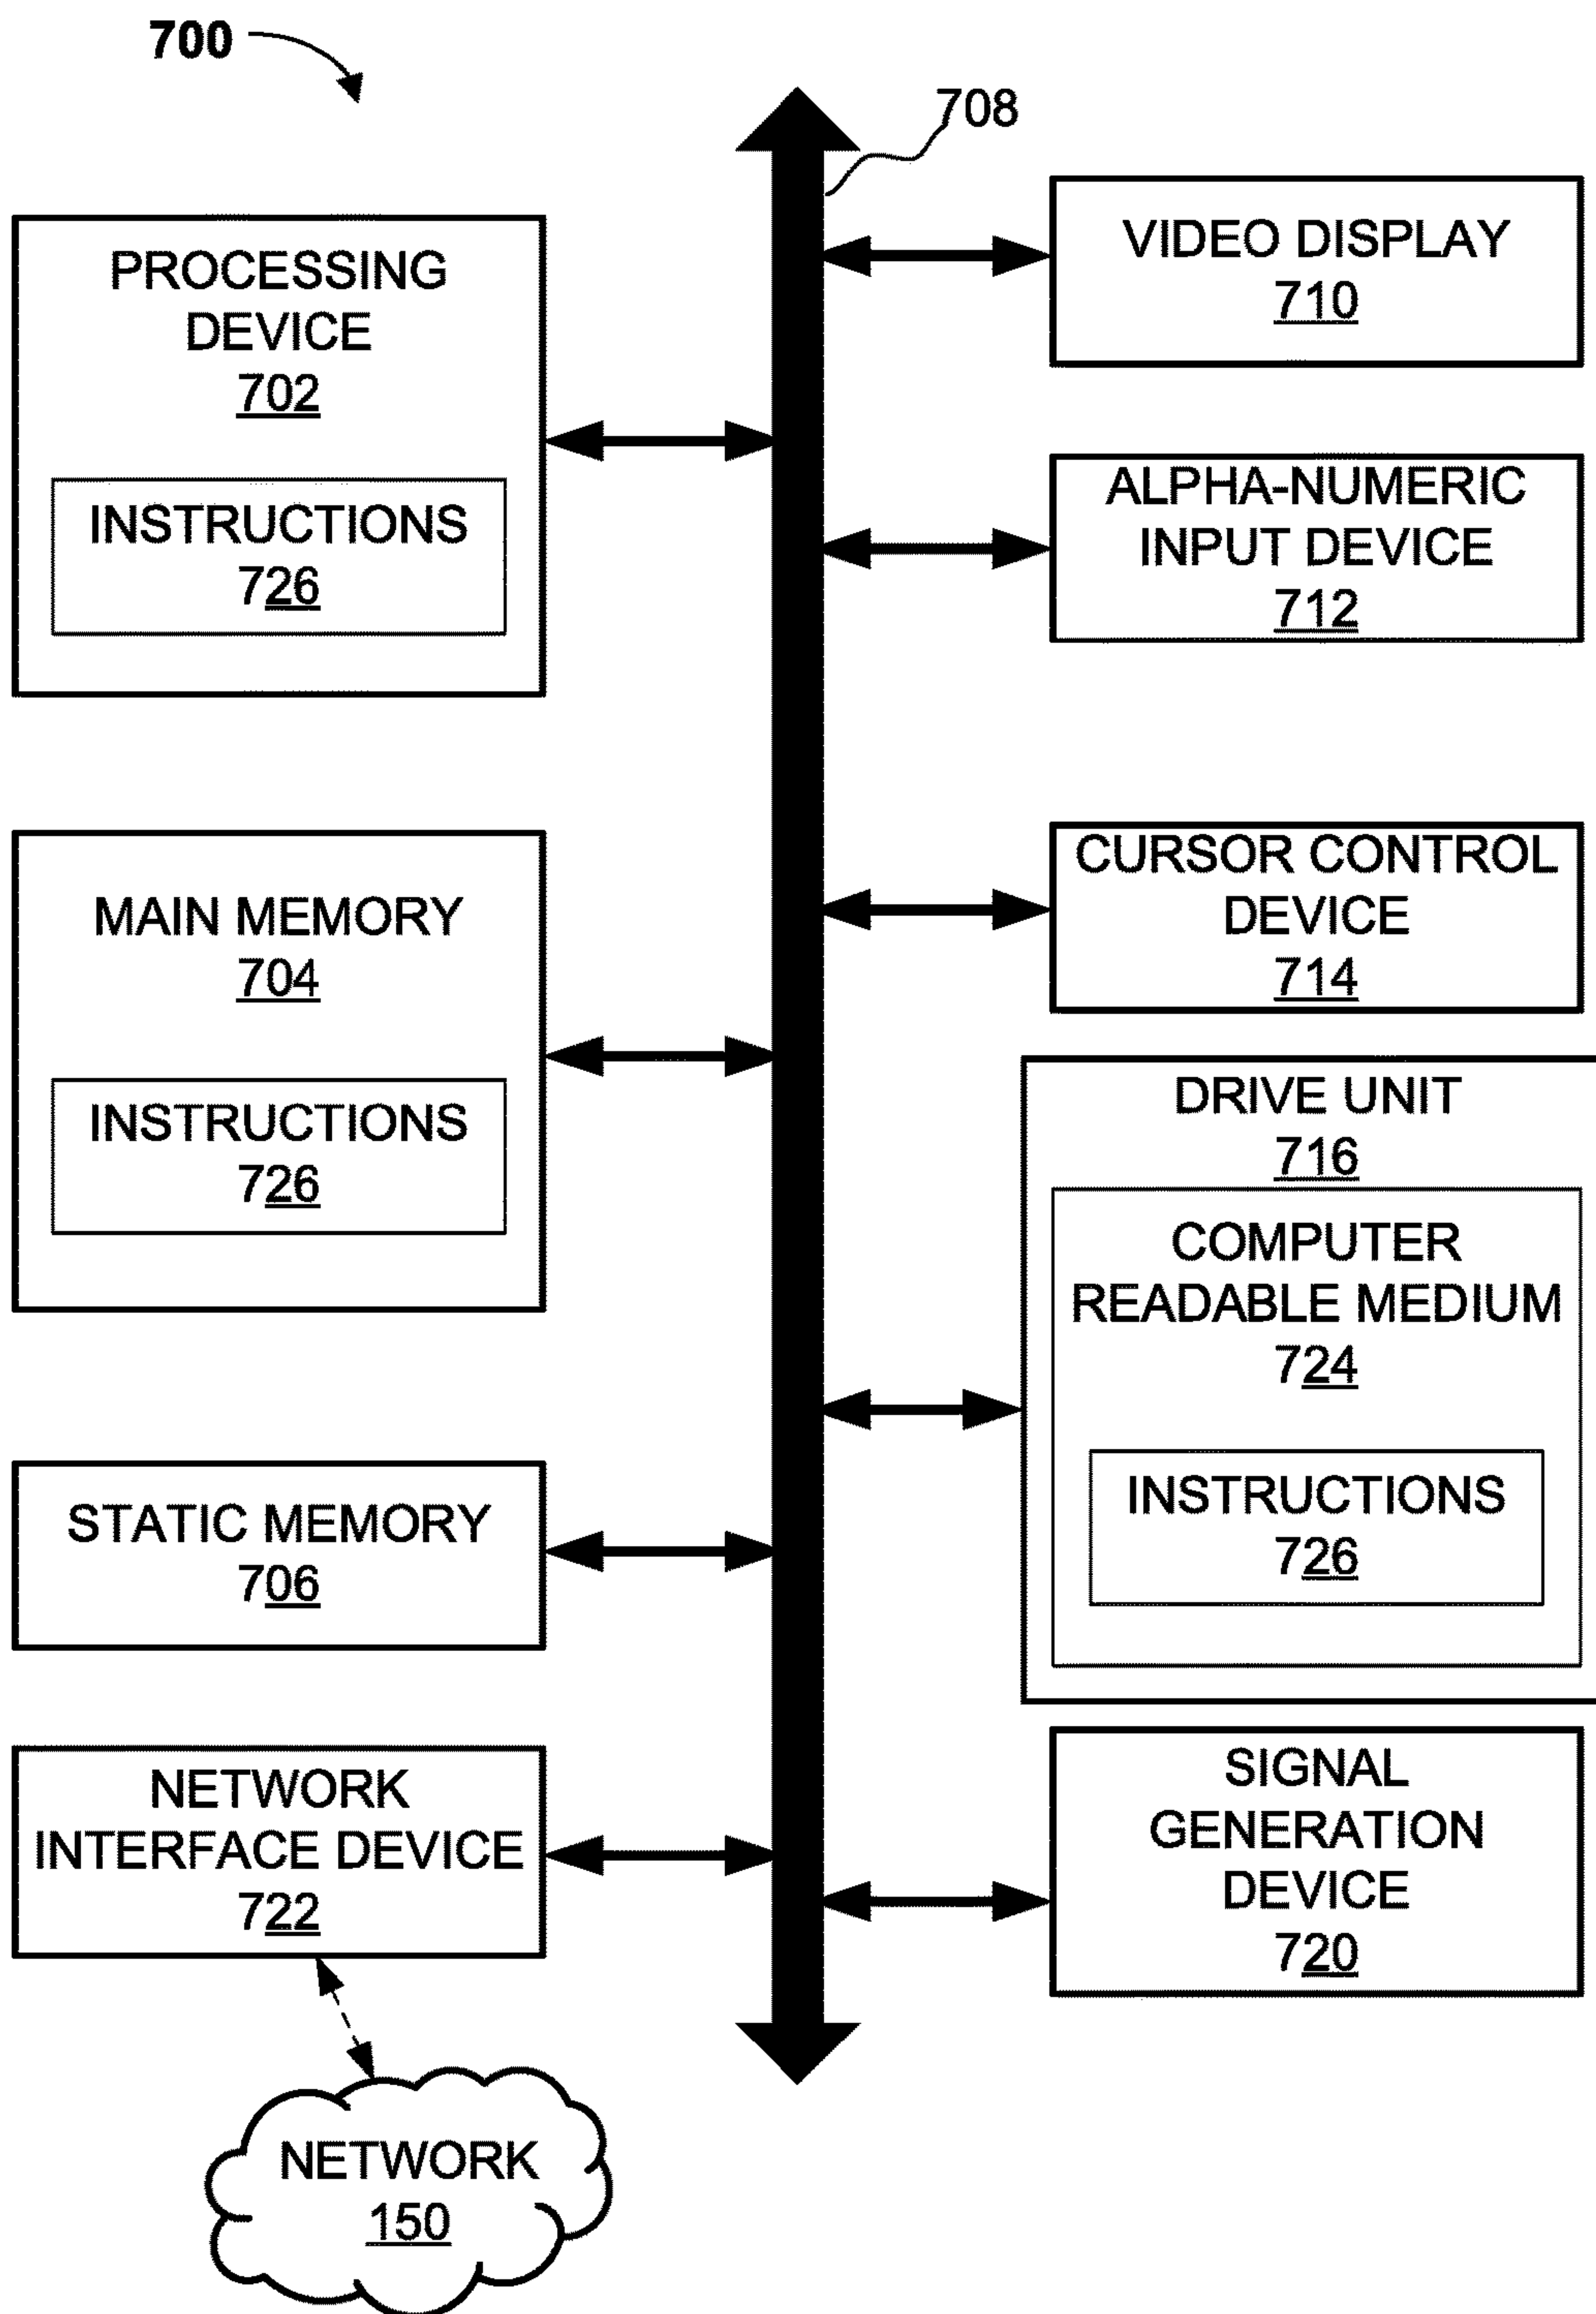 700
708
PROCESSING
DEVICE
702
INSTRUCTIONS
726
MAIN MEMORY
704
INSTRUCTIONS
726
STATIC MEMORY
706
NETWORK
INTERFACE DEVICE
722
NETWORK
150
VIDEO DISPLAY
710
ALPHA-NUMERIC
INPUT DEVICE
712
CURSOR CONTROL
DEVICE
714
DRIVE UNIT
716
COMPUTER
READABLE MEDIUM
724
INSTRUCTIONS
726
SIGNAL
GENERATION
DEVICE
720